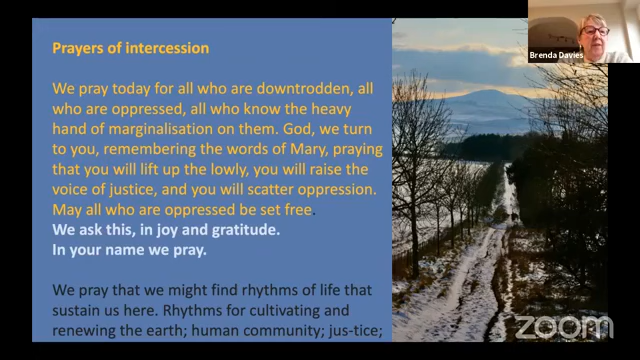 Prayers of intercession
We pray today for all who are downtrodden, all
who are oppressed, all who know the heavy
hand of marginalisation on them. God, we turn
to you, remembering the words of Mary, praying
that you will lift up the lowly, you will raise the
voice of justice, and you will scatter oppression.
May all who are oppressed be set free.
We ask this, in joy and gratitude.
In your name we pray.
We pray that we might find rhythms of life that
sustain us here. Rhythms for cultivating and
renewing the earth; human community; jus-tice;
Brenda Davies
zoom